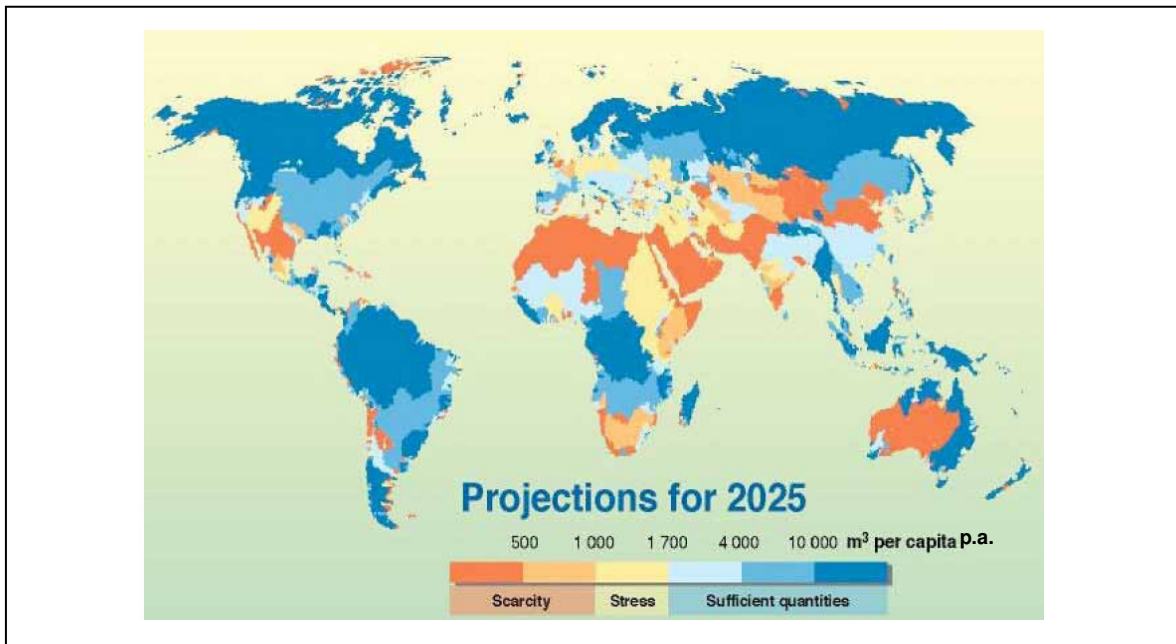 Projections for 2025
500 1 000 1 700 4 000 10 000 m³ per capita p.a.
Scarcity Stress Sufficient quantities